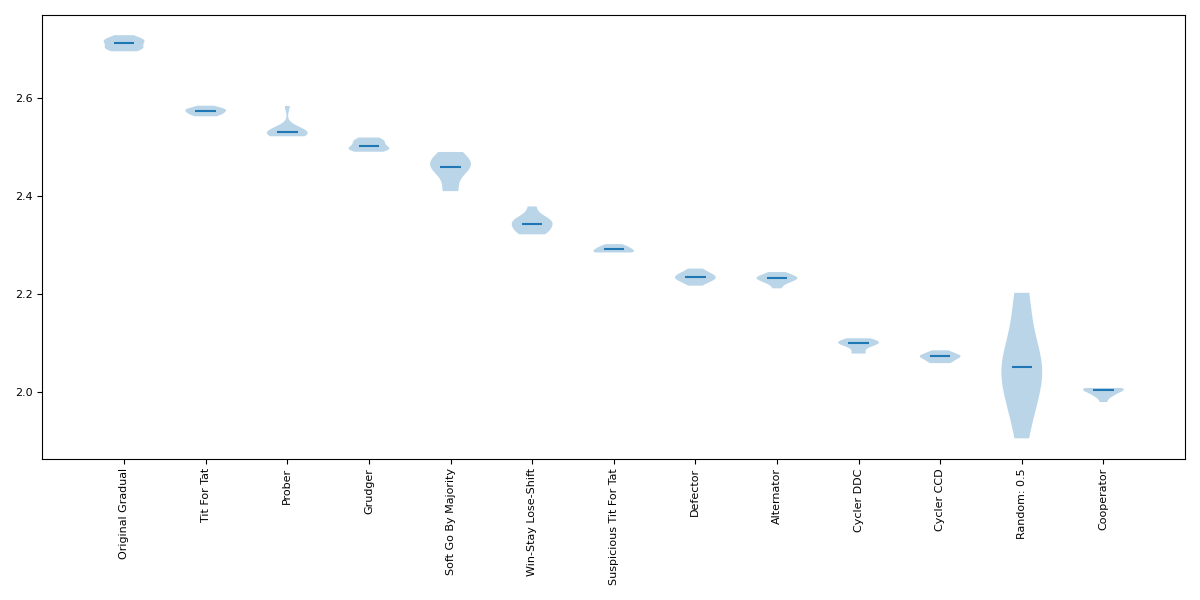 2.6
2.4
2.2
2.0
Original Gradual
Tit For Tat
Prober
Grudger
Soft Go By Majority
Win-Stay Lose-Shift
Suspicious Tit For Tat
Defector
Alternator
Cycler DDC
Cycler CCD
Random: 0.5
Cooperator